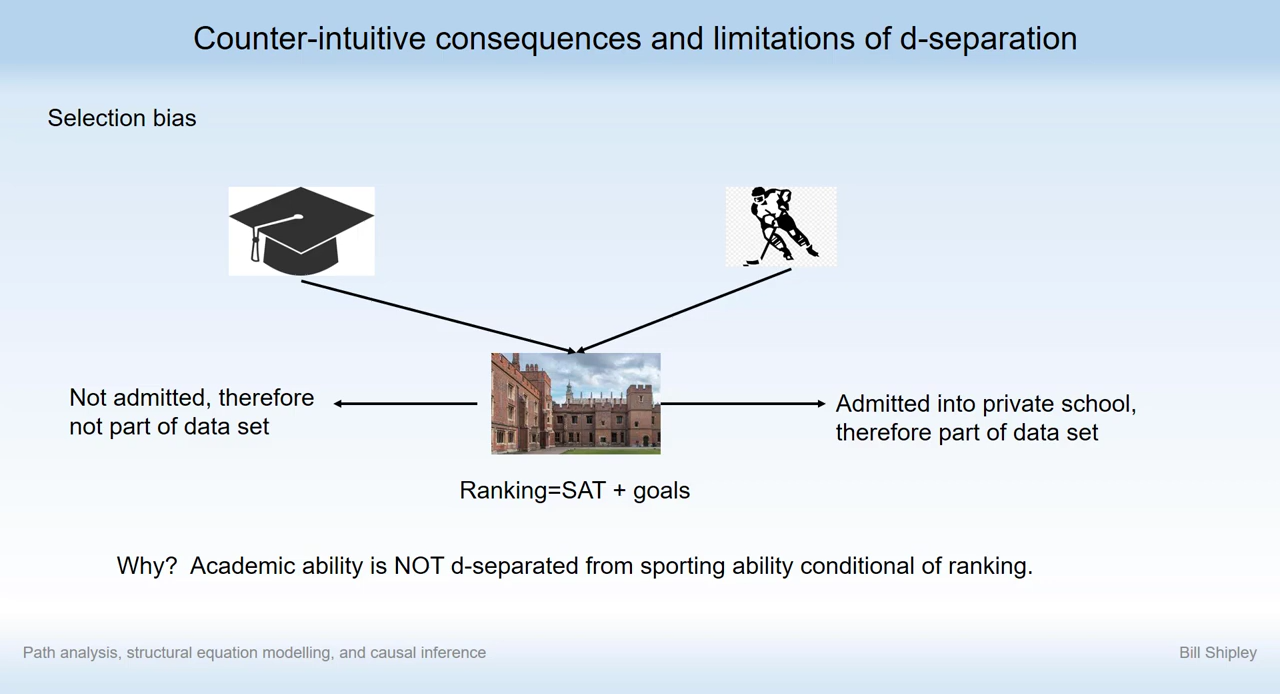 Counter-intuitive consequences and limitations of d-separation
Selection bias
Not admitted, therefore
not part of data set
Admitted into private school,
therefore part of data set
Ranking=SAT + goals
Why?  Academic ability is NOT d-separated from sporting ability conditional of ranking.
Path analysis, structural equation modelling, and causal inference
Bill Shipley